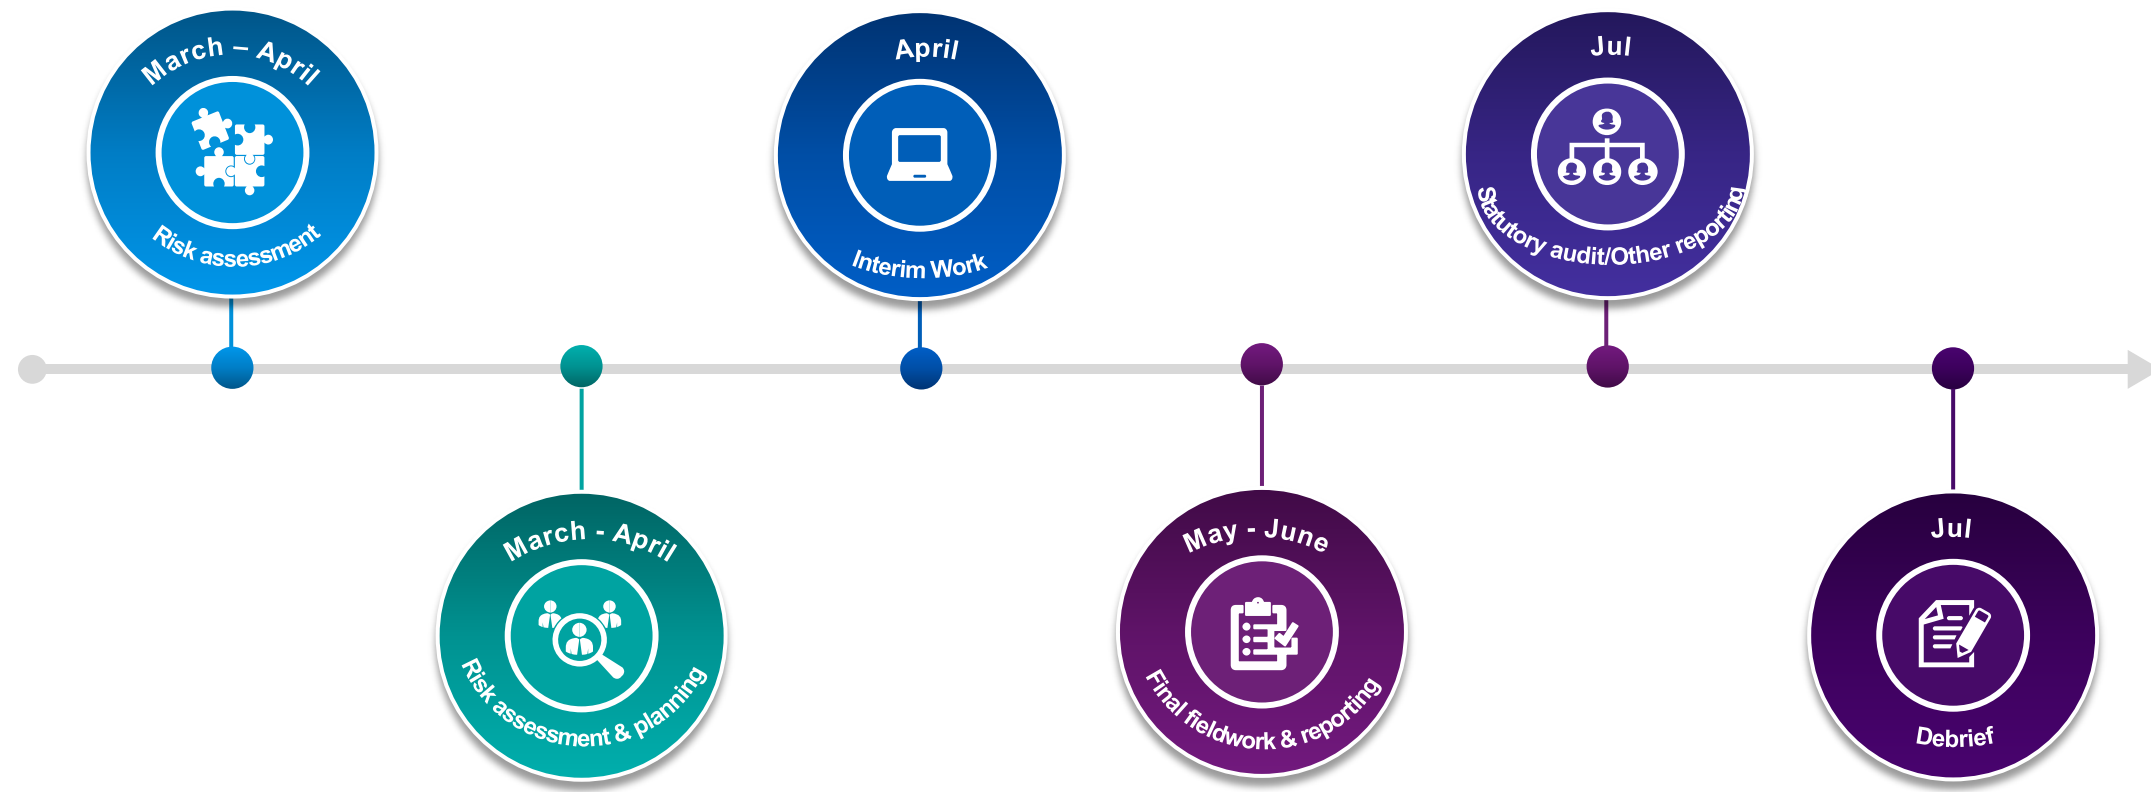 March – April
Risk assessment
March - April
Risk assessment & planning
April
Interim Work
May - June
Final fieldwork & reporting
Jul
Statutory audit/Other reporting
Jul
Debrief